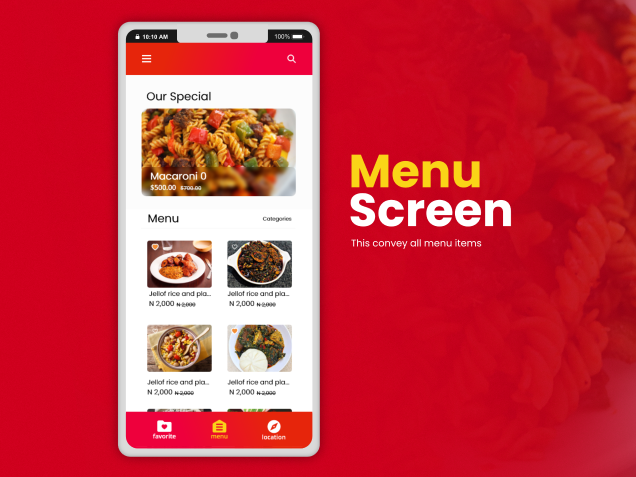 10:10 AM
100%
Our Special
Macaroni 0
$500.00 $700.00
Menu
Categories
Jellof rice and pla...
N 2,000 N 2,000
Jellof rice and pla...
N 2,000 N 2,000
Jellof rice and pla...
N 2,000 N 2,000
Jellof rice and pla...
N 2,000 N 2,000
favorite
menu
location
Menu
Screen
This convey all menu items